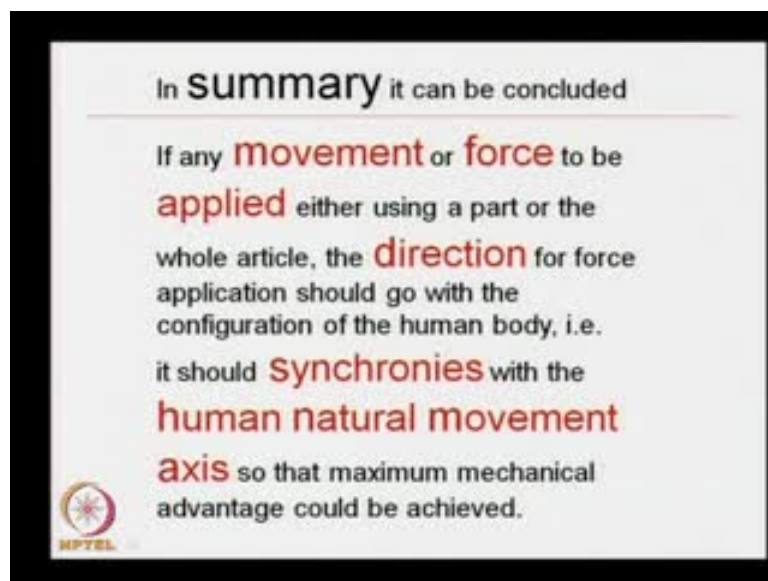 In summary it can be concluded
If any movement or force to be
applied either using a part or the
whole article, the direction for force
application should go with the
configuration of the human body, i.e.
it should synchronies with the
human natural movement
axis so that maximum mechanical
advantage could be achieved.
NPTEL